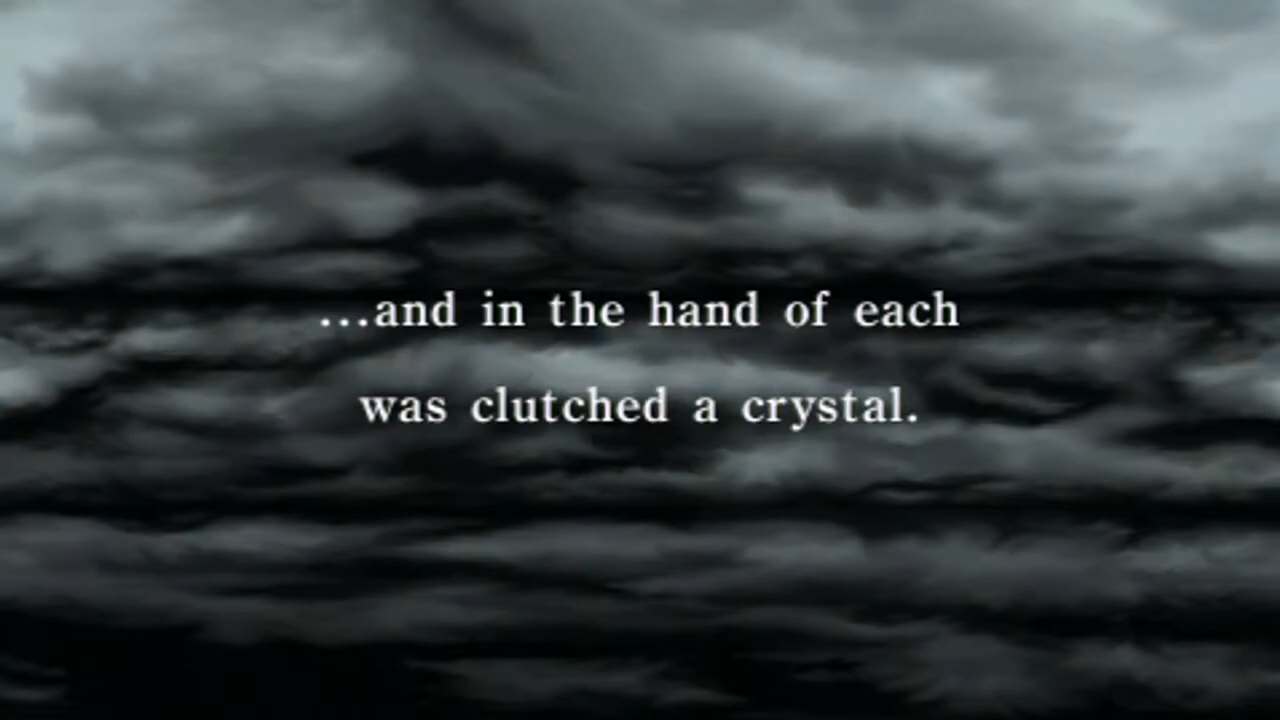 ...and in the hand of each
was clutched a crystal.